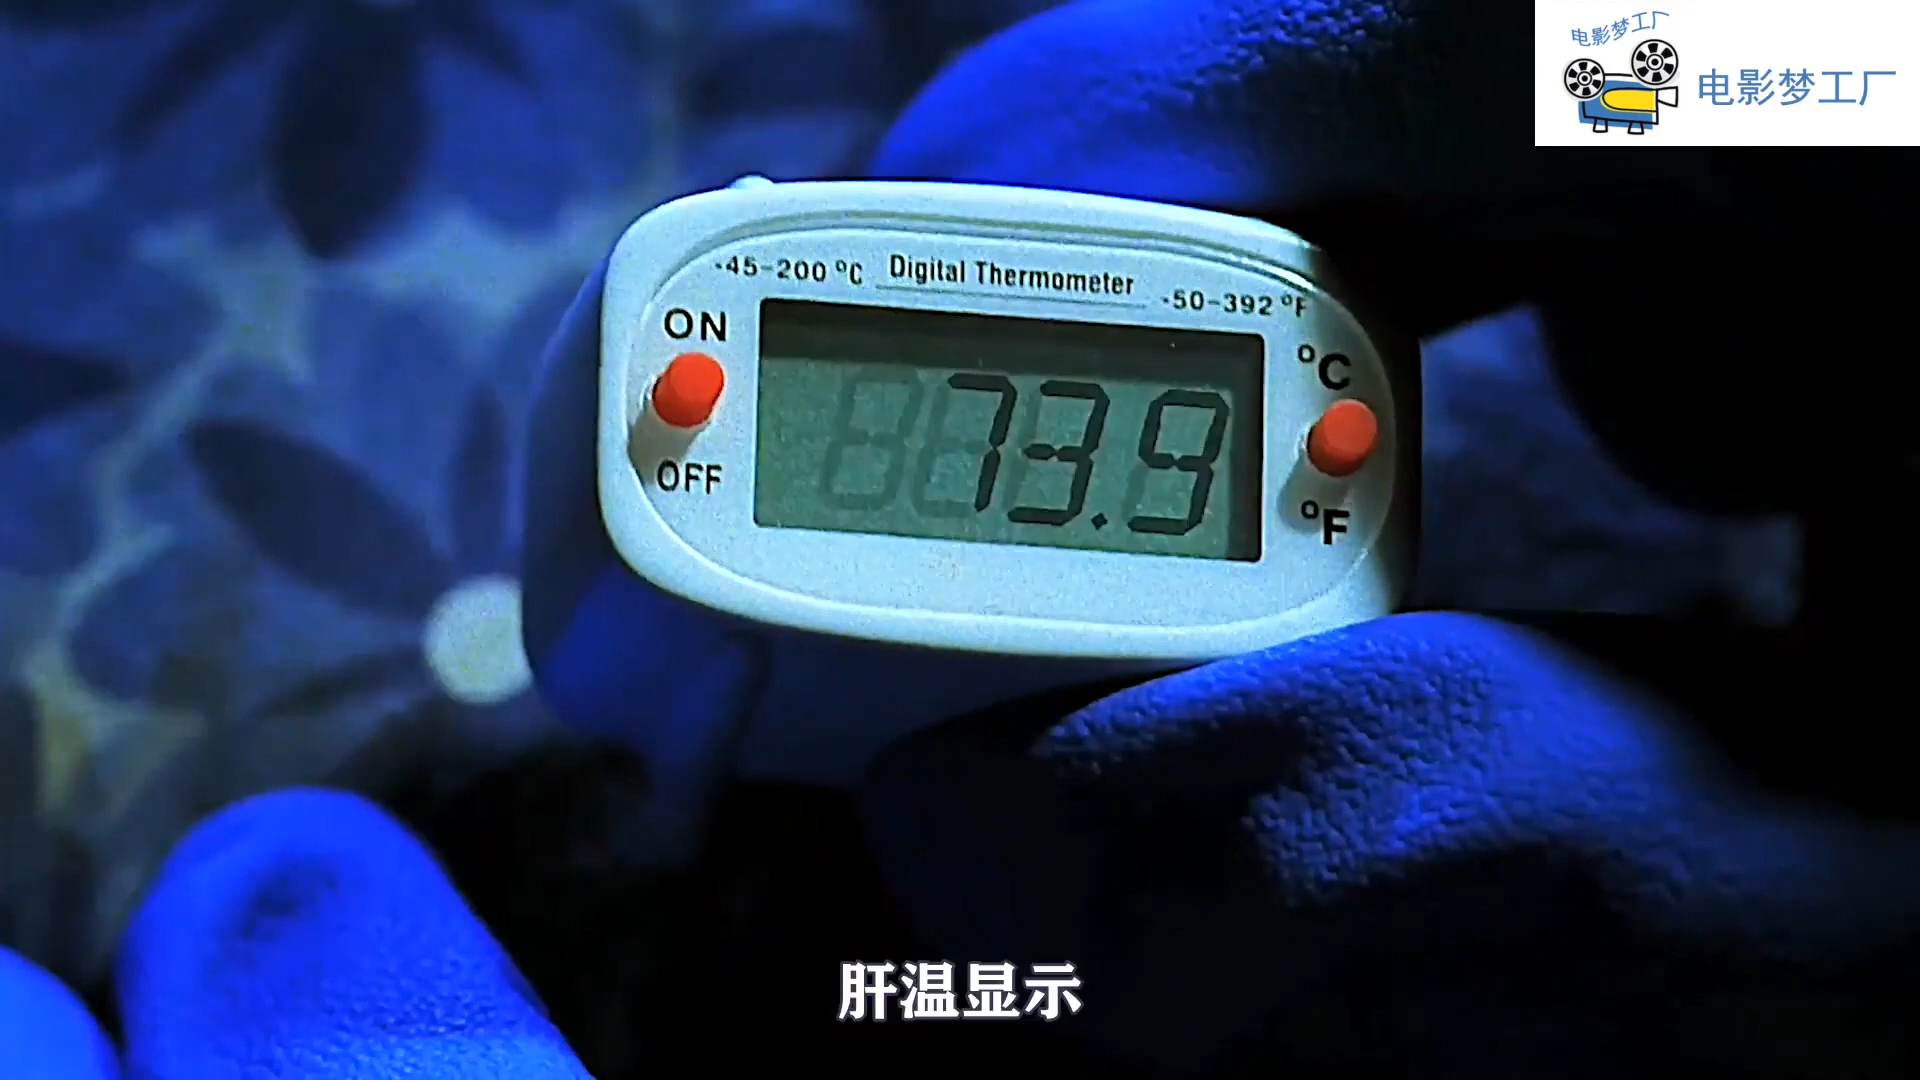 电影梦工厂
电影梦工厂
-45-200 °C Digital Thermometer -50-392 °F
ON
°C
73.9
OFF
°F
肝温显示